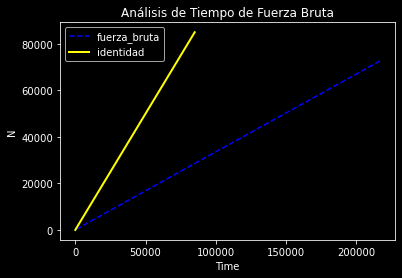 Análisis de Tiempo de Fuerza Bruta
fuerza_bruta
identidad
80000
60000
40000
20000
0
N
0 50000 100000 150000 200000
Time